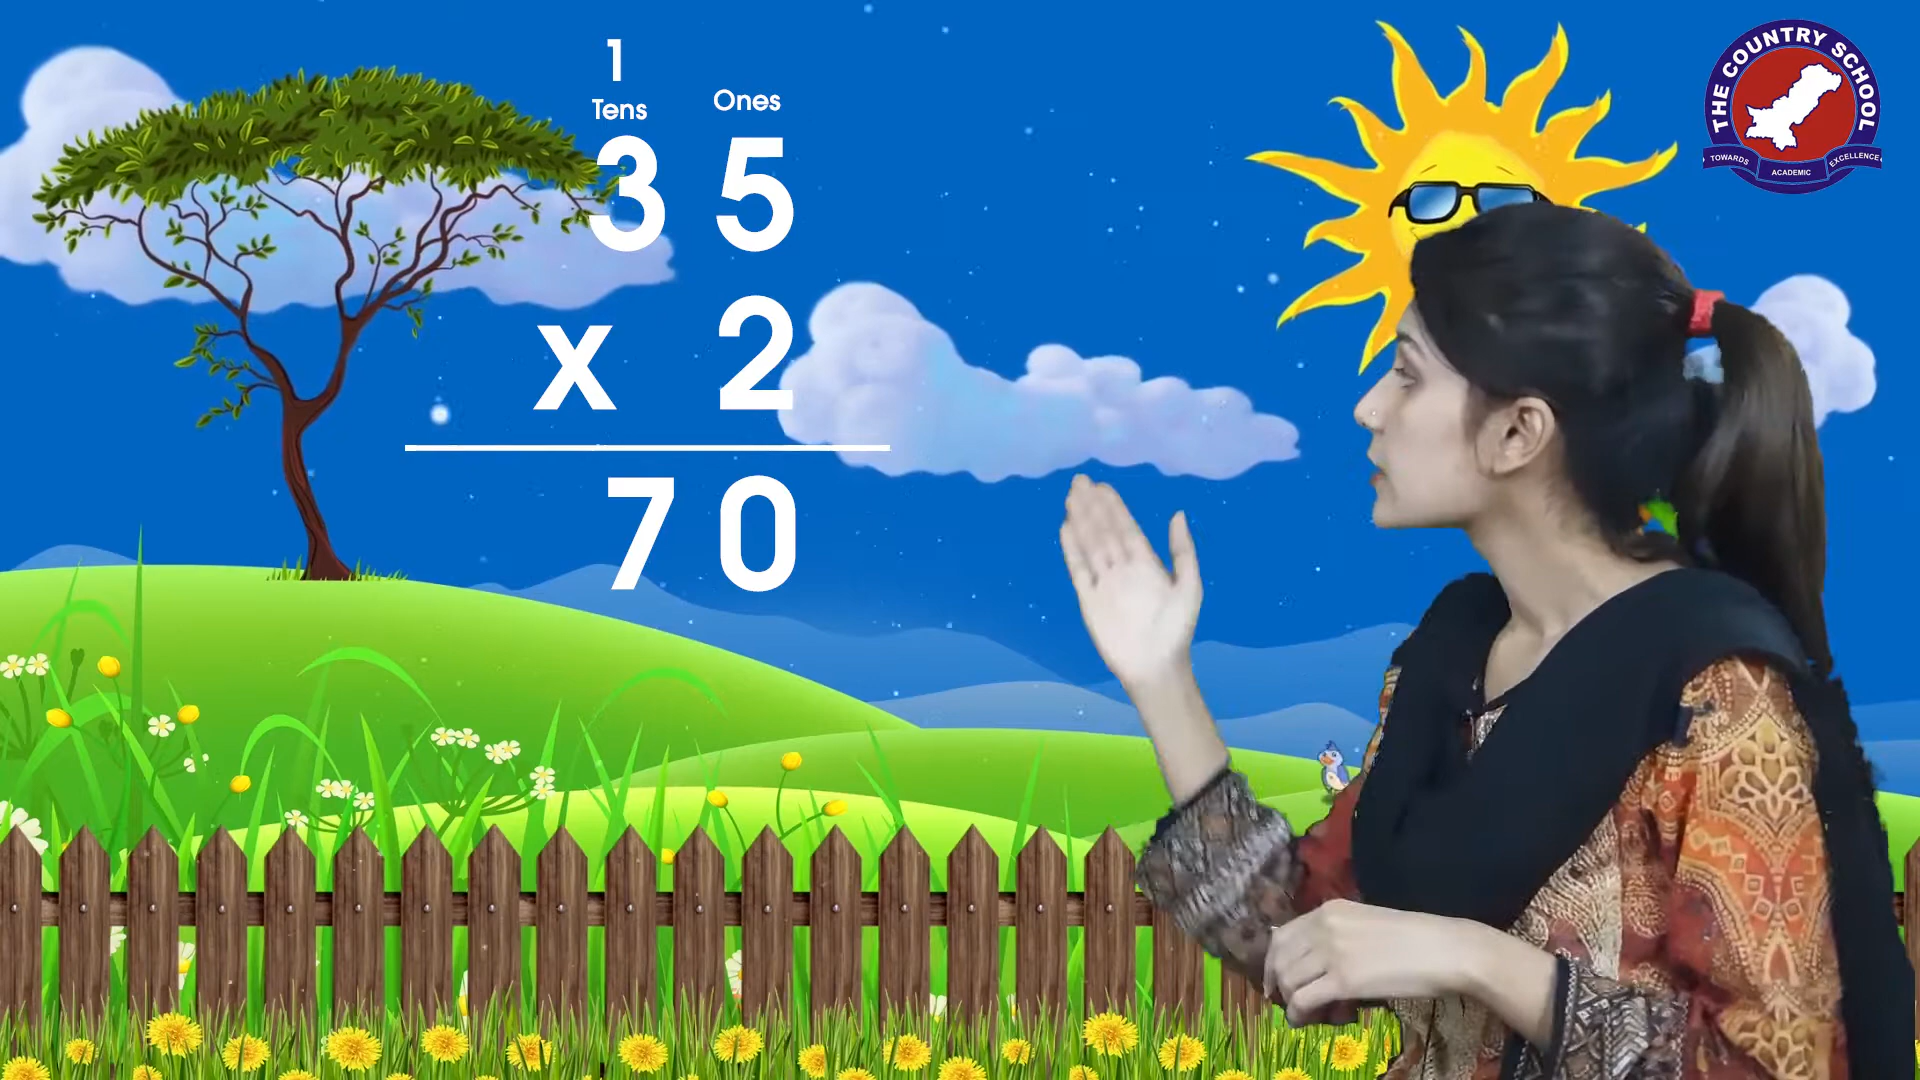 1
Tens Ones
3 5
x 2
7 0
THE COUNTRY SCHOOL
TOWARDS ACADEMIC EXCELLENCE